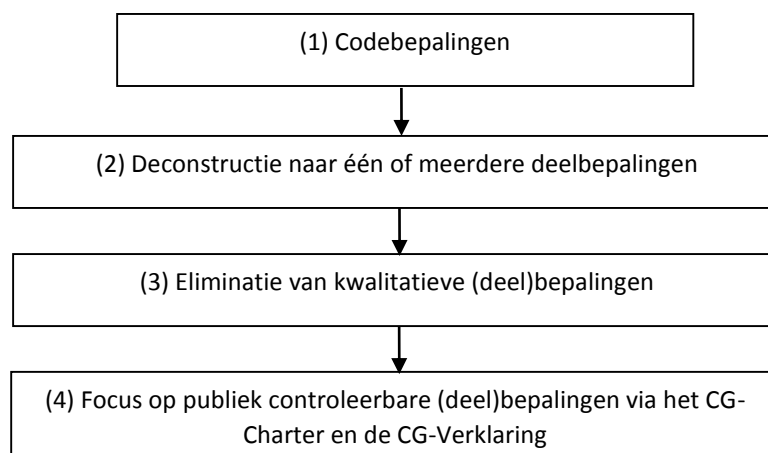 (1) Codebepalingen
(2) Deconstructie naar één of meerdere deelbepalingen
(3) Eliminatie van kwalitatieve (deel)bepalingen
(4) Focus op publiek controleerbare (deel)bepalingen via het CG-
Charter en de CG-Verklaring